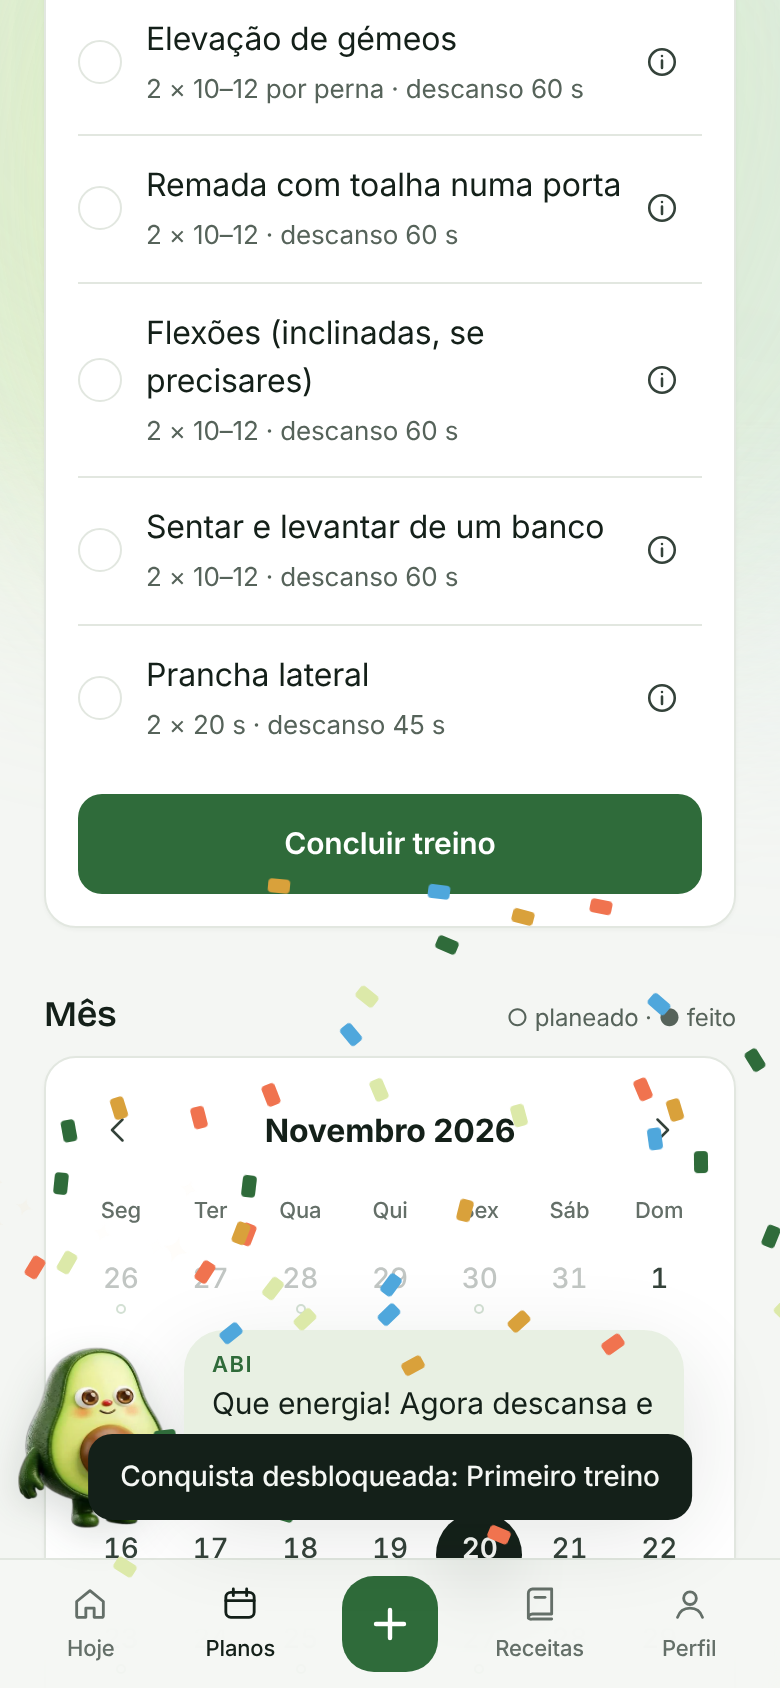 Elevação de gémeos
2 × 10–12 por perna · descanso 60 s
Remada com toalha numa porta
2 × 10–12 · descanso 60 s
Flexões (inclinadas, se
precisares)
2 × 10–12 · descanso 60 s
Sentar e levantar de um banco
2 × 10–12 · descanso 60 s
Prancha lateral
2 × 20 s · descanso 45 s
Concluir treino
Mês
planeado · feito
Novembro 2026
Seg Ter Qua Qui Sex Sáb Dom
26 27 28 29 30 31 1
ABI
Que energia! Agora descansa e
Conquista desbloqueada: Primeiro treino
16 17 18 19 20 21 22
Hoje Planos Receitas Perfil